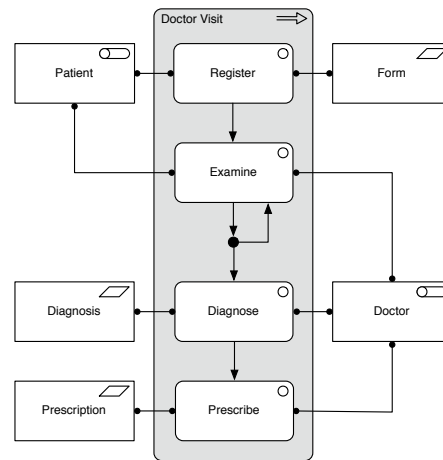 Doctor Visit
Patient
Register
Form
Examine
Diagnosis
Diagnose
Doctor
Prescription
Prescribe